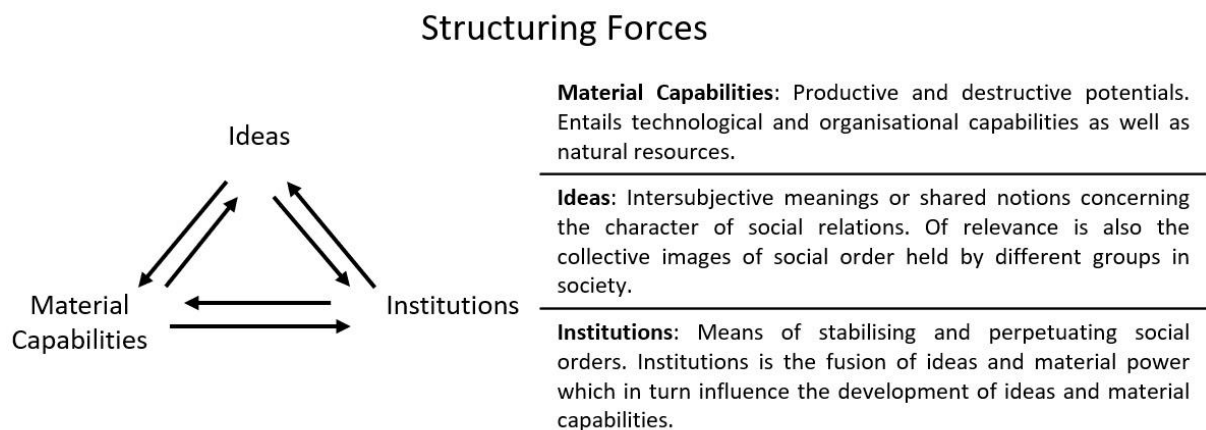 Structuring Forces
Ideas
Material
Capabilities
Institutions
Material Capabilities: Productive and destructive potentials.
Entails technological and organisational capabilities as well as
natural resources.
Ideas: Intersubjective meanings or shared notions concerning
the character of social relations. Of relevance is also the
collective images of social order held by different groups in
society.
Institutions: Means of stabilising and perpetuating social
orders. Institutions is the fusion of ideas and material power
which in turn influence the development of ideas and material
capabilities.